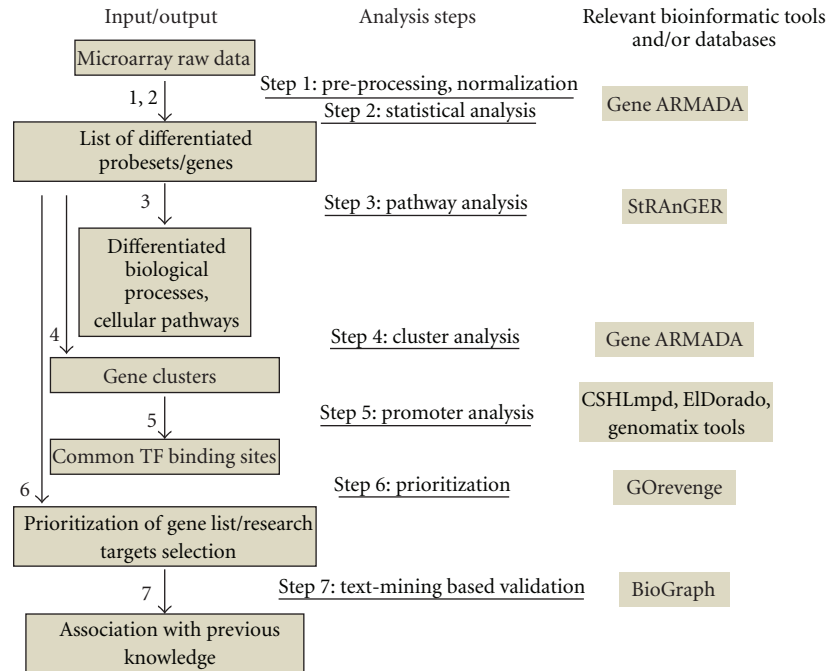 Input/output
Analysis steps
Relevant bioinformatic tools
and/or databases
Microarray raw data
1, 2
Step 1: pre-processing, normalization
Step 2: statistical analysis
Gene ARMADA
List of differentiated
probesets/genes
3
Step 3: pathway analysis
StRAnGER
Differentiated
biological
processes,
cellular pathways
4
Step 4: cluster analysis
Gene ARMADA
Gene clusters
5
Step 5: promoter analysis
CSHLmpd, ElDorado,
genomatix tools
Common TF binding sites
6
Step 6: prioritization
GOrevenge
Prioritization of gene list/research
targets selection
7
Step 7: text-mining based validation
BioGraph
Association with previous
knowledge